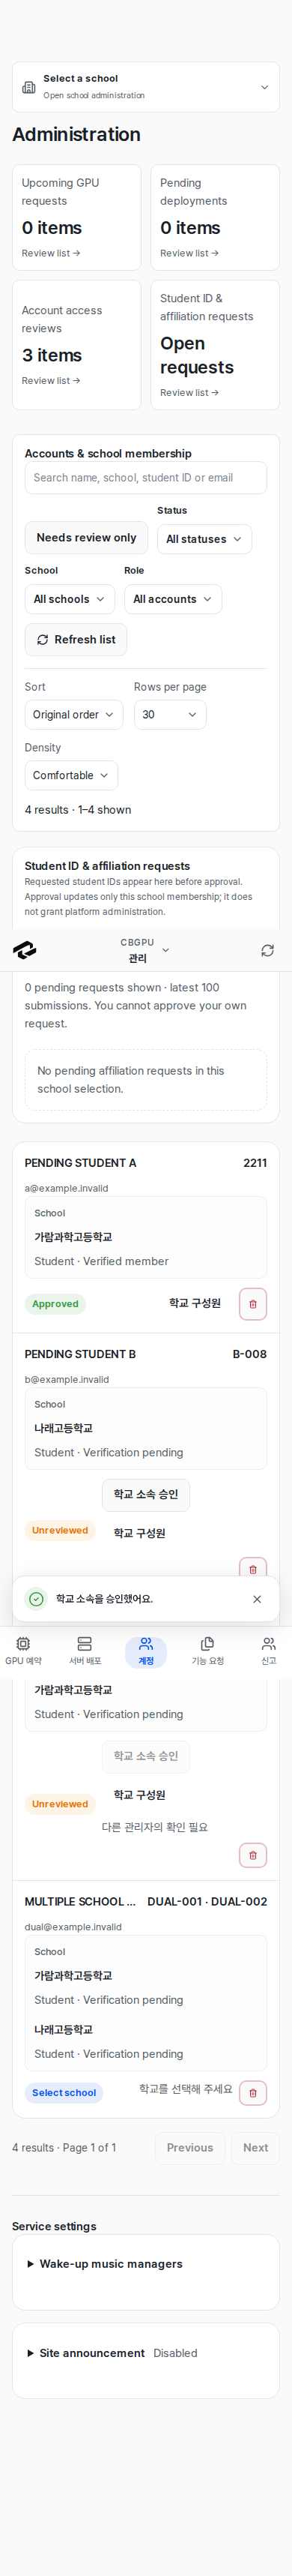 Select a school
Open school administration
Administration
Upcoming GPU
requests
0 items
Review list →
Pending
deployments
0 items
Review list →
Account access
reviews
3 items
Review list →
Student ID &
affiliation requests
Open
requests
Review list →
Accounts & school membership
Search name, school, student ID or email
Needs review only
Status
All statuses
School
All schools
Role
All accounts
Refresh list
Sort
Original order
Rows per page
30
Density
Comfortable
4 results · 1–4 shown
Student ID & affiliation requests
Requested student IDs appear here before approval.
Approval updates only this school membership; it does
not grant platform administration.
CBGPU
관리
0 pending requests shown · latest 100
submissions. You cannot approve your own
request.
No pending affiliation requests in this
school selection.
PENDING STUDENT A 2211
a@example.invalid
School
가람과학고등학교
Student · Verified member
Approved 학교 구성원
PENDING STUDENT B B-008
b@example.invalid
School
나래고등학교
Student · Verification pending
학교 소속 승인
Unreviewed 학교 구성원
학교 소속을 승인했어요.
GPU 예약 서버 배포 계정 기능 요청 신고
가람과학고등학교
Student · Verification pending
학교 소속 승인
Unreviewed 학교 구성원
다른 관리자의 확인 필요
MULTIPLE SCHOOL ... DUAL-001 · DUAL-002
dual@example.invalid
School
가람과학고등학교
Student · Verification pending
나래고등학교
Student · Verification pending
Select school 학교를 선택해 주세요
4 results · Page 1 of 1 Previous Next
Service settings
Wake-up music managers
Site announcement Disabled